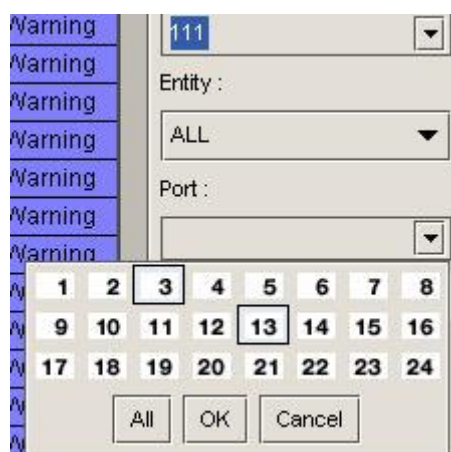 Warning
Warning
Warning
Warning
Warning
Warning
Warning
111
Entity :
ALL
Port :
1 2 3 4 5 6 7 8
9 10 11 12 13 14 15 16
17 18 19 20 21 22 23 24
All OK Cancel